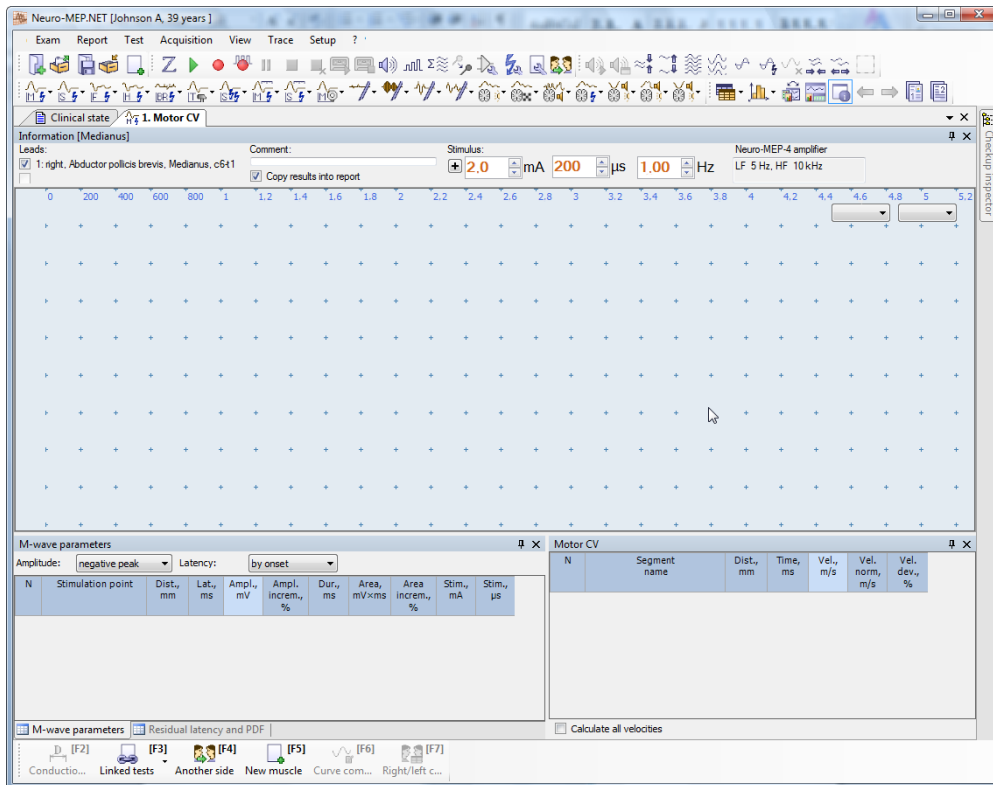 Neuro-MEP.NET [Johnson A, 39 years ]
Exam Report Test Acquisition View Trace Setup ?
Clinical state 1. Motor CV
Information [Medianus]
Leads: Comment: Stimulus: Neuro-MEP-4 amplifier
1: right, Abductor pollicis brevis, Medianus, c6-t1 2,0 mA 200 µs 1,00 Hz LF 5 Hz, HF 10 kHz
Copy results into report
Checkup inspector
0 200 400 600 800 1 1.2 1.4 1.6 1.8 2 2.2 2.4 2.6 2.8 3 3.2 3.4 3.6 3.8 4 4.2 4.4 4.6 4.8 5 5.2
M-wave parameters
Amplitude: negative peak Latency: by onset
N Stimulation point Dist., mm Lat., ms Ampl., mV Ampl. increm., % Dur., ms Area, mV×ms Area increm., % Stim., mA Stim., µs
M-wave parameters Residual latency and PDF
Motor CV
N Segment name Dist., mm Time, ms Vel., m/s Vel. norm, m/s Vel. dev., %
Calculate all velocities
[F2] [F3] [F4] [F5] [F6] [F7]
Conductio... Linked tests Another side New muscle Curve com... Right/left c...